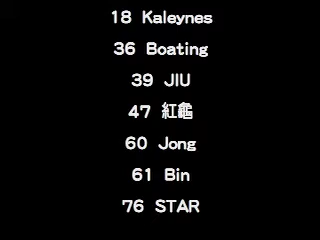 18 Kaleynes
36 Boating
39 JIU
47 紅龜
60 Jong
61 Bin
76 STAR